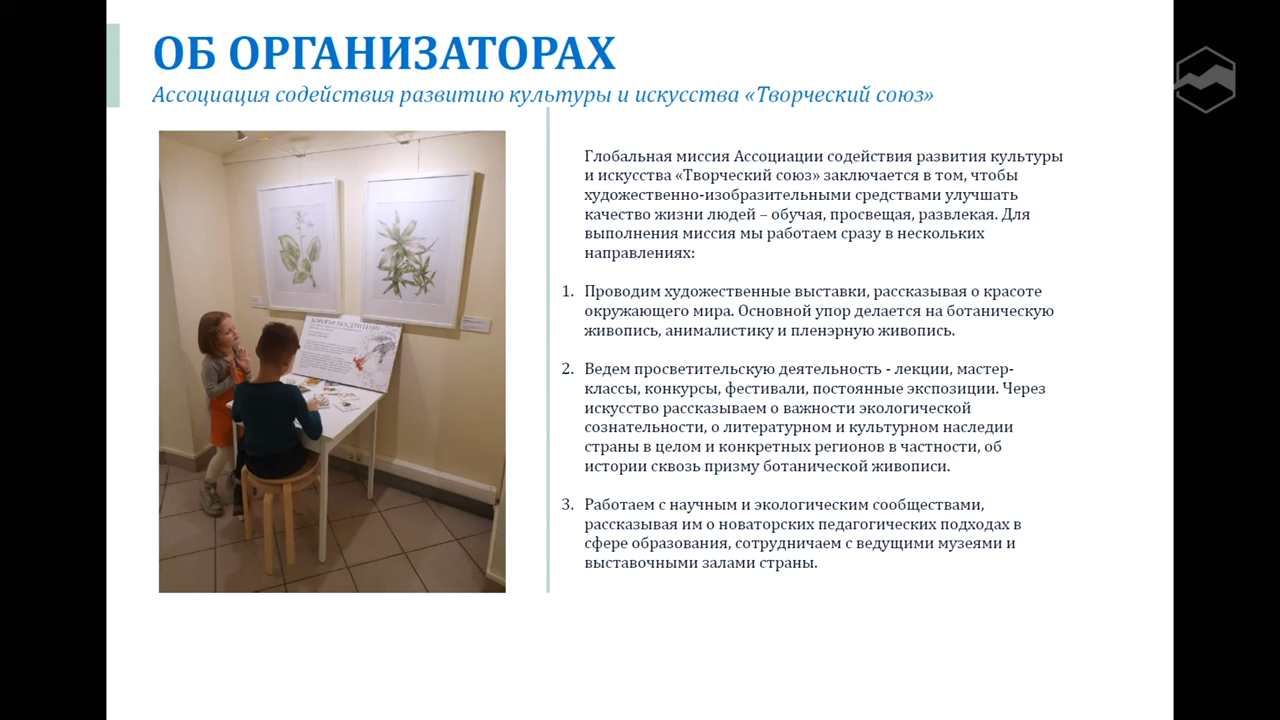 ОБ ОРГАНИЗАТОРАХ
Ассоциация содействия развитию культуры и искусства «Творческий союз»
Глобальная миссия Ассоциации содействия развития культуры
и искусства «Творческий союз» заключается в том, чтобы
художественно-изобразительными средствами улучшать
качество жизни людей – обучая, просвещая, развлекая. Для
выполнения миссия мы работаем сразу в нескольких
направлениях:
1. Проводим художественные выставки, рассказывая о красоте
окружающего мира. Основной упор делается на ботаническую
живопись, анималистику и пленэрную живопись.
2. Ведем просветительскую деятельность - лекции, мастер-
классы, конкурсы, фестивали, постоянные экспозиции. Через
искусство рассказываем о важности экологической
сознательности, о литературном и культурном наследии
страны в целом и конкретных регионов в частности, об
истории сквозь призму ботанической живописи.
3. Работаем с научным и экологическим сообществами,
рассказывая им о новаторских педагогических подходах в
сфере образования, сотрудничаем с ведущими музеями и
выставочными залами страны.